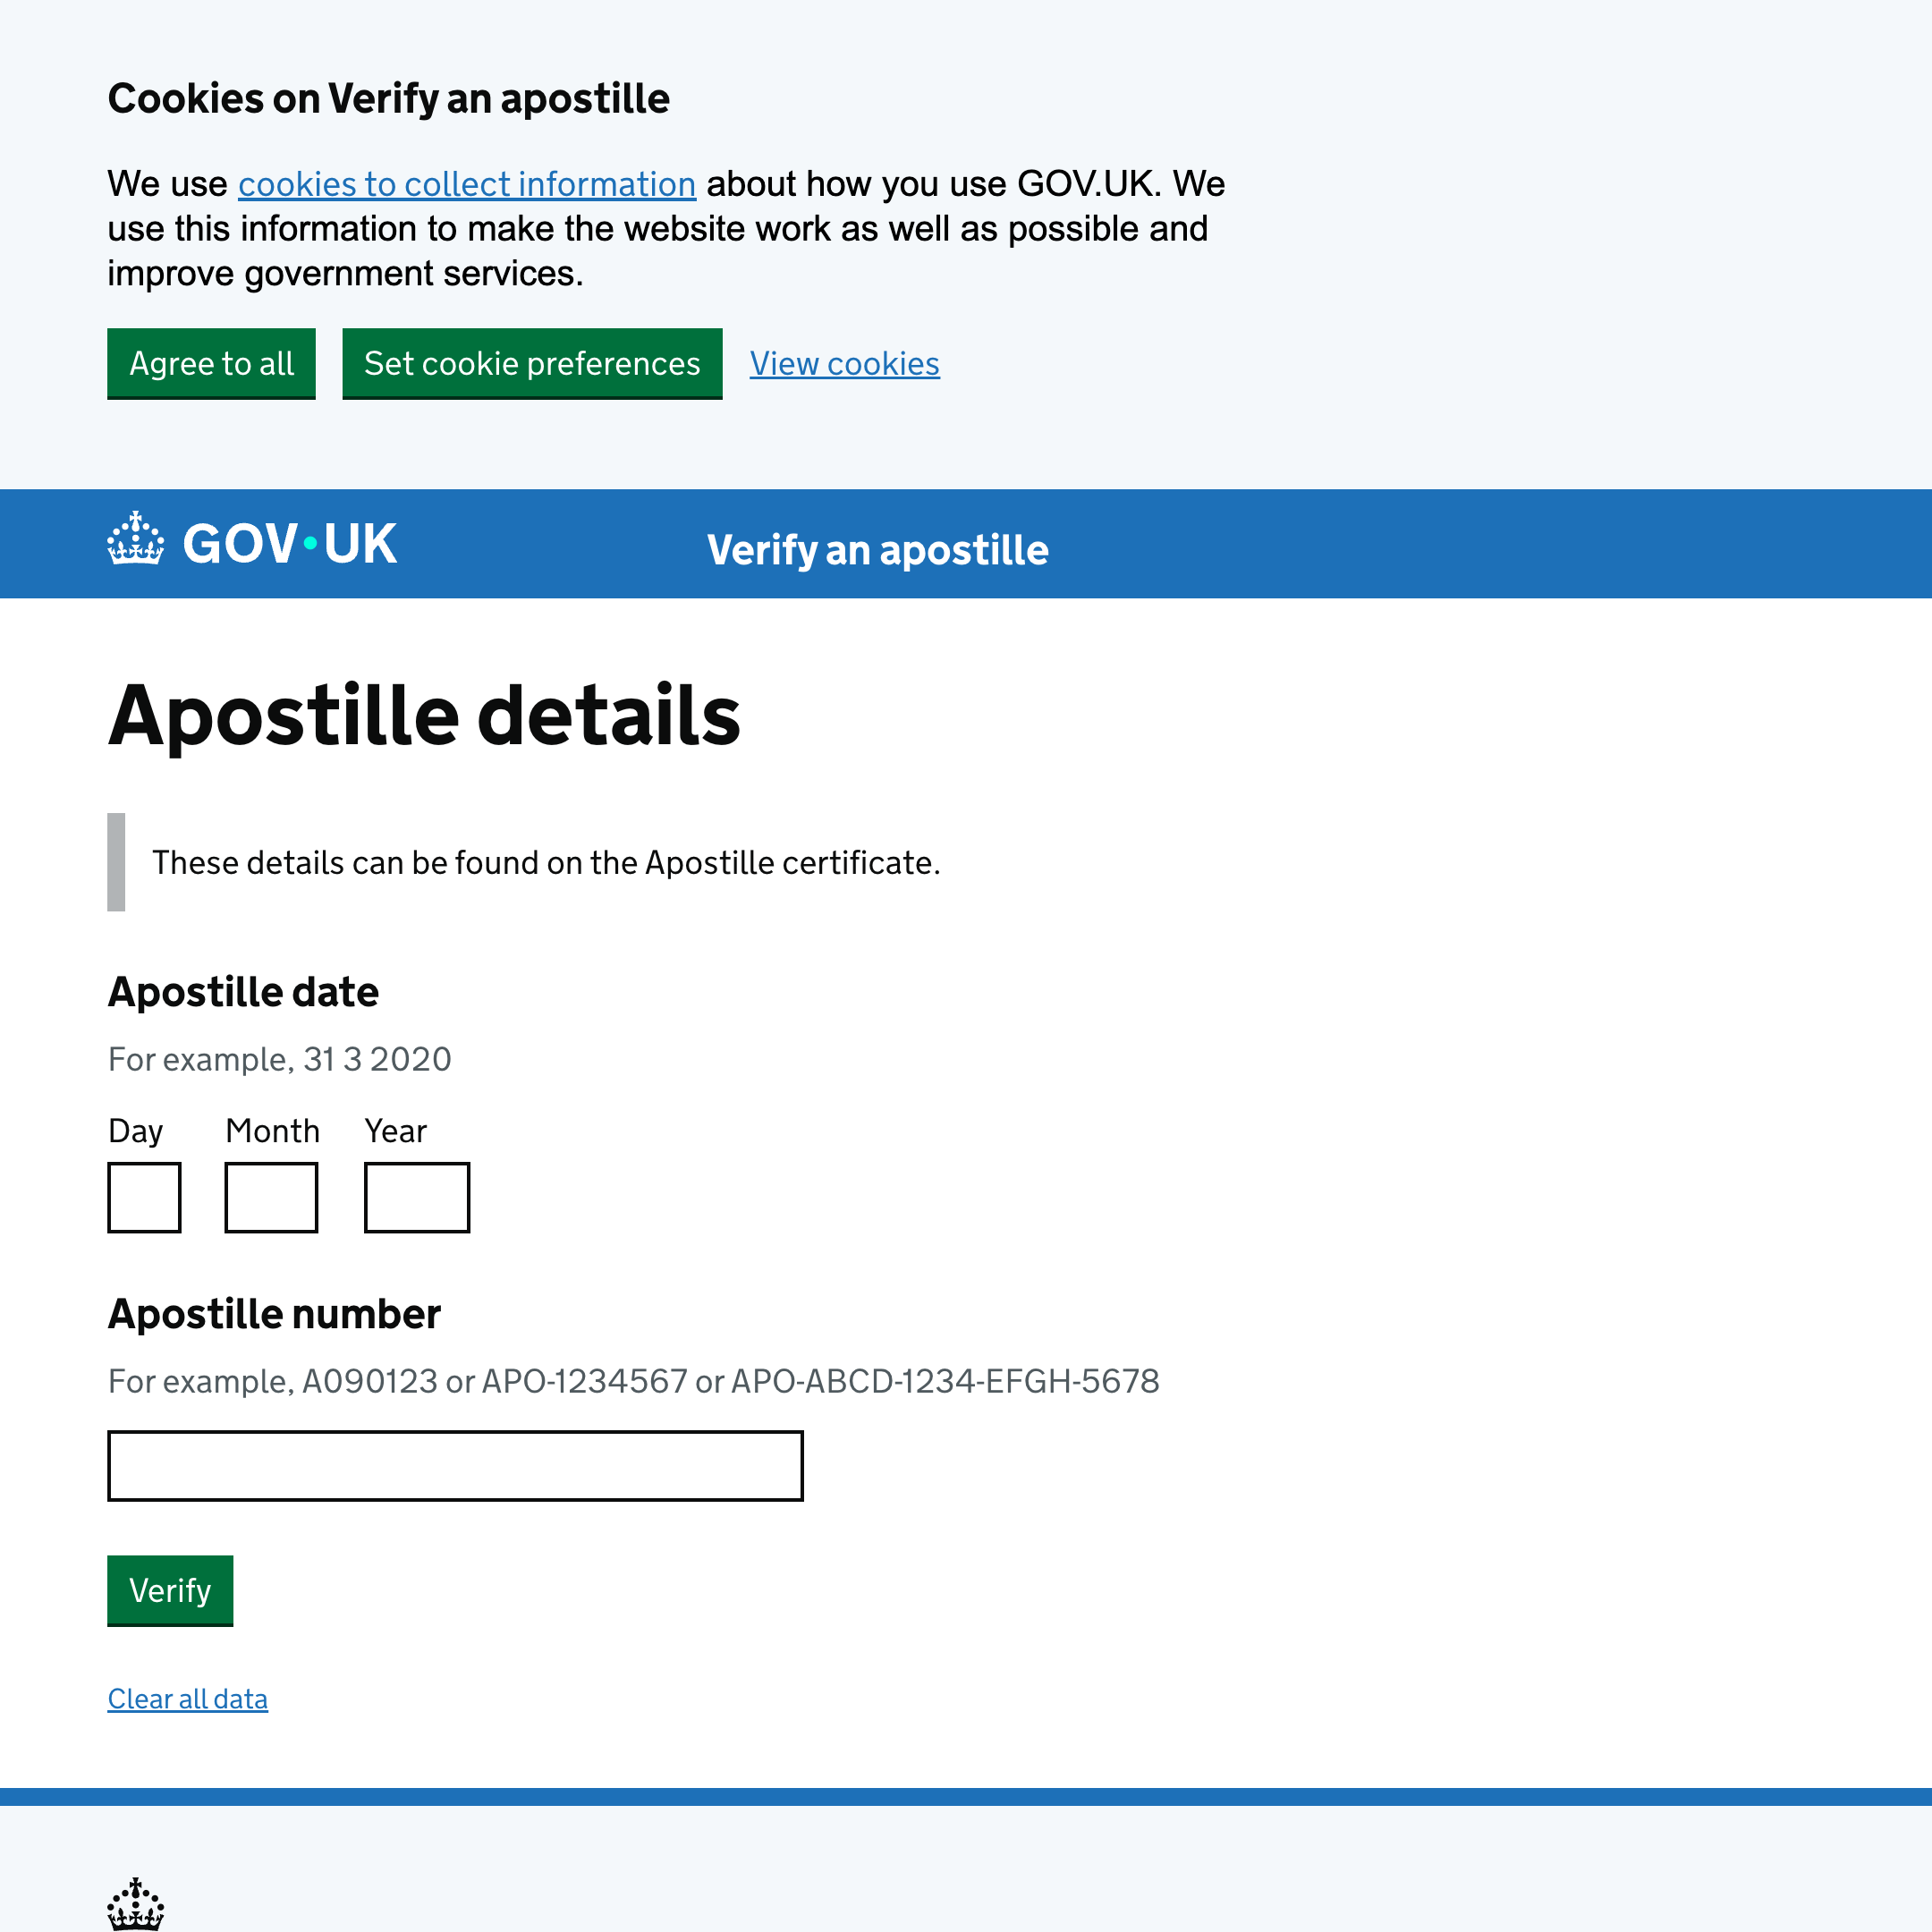 Cookies on Verify an apostille
We use cookies to collect information about how you use GOV.UK. We
use this information to make the website work as well as possible and
improve government services.
Agree to all
Set cookie preferences
View cookies
GOV·UK
Verify an apostille
Apostille details
These details can be found on the Apostille certificate.
Apostille date
For example, 31 3 2020
Day Month Year
Apostille number
For example, A090123 or APO-1234567 or APO-ABCD-1234-EFGH-5678
Verify
Clear all data